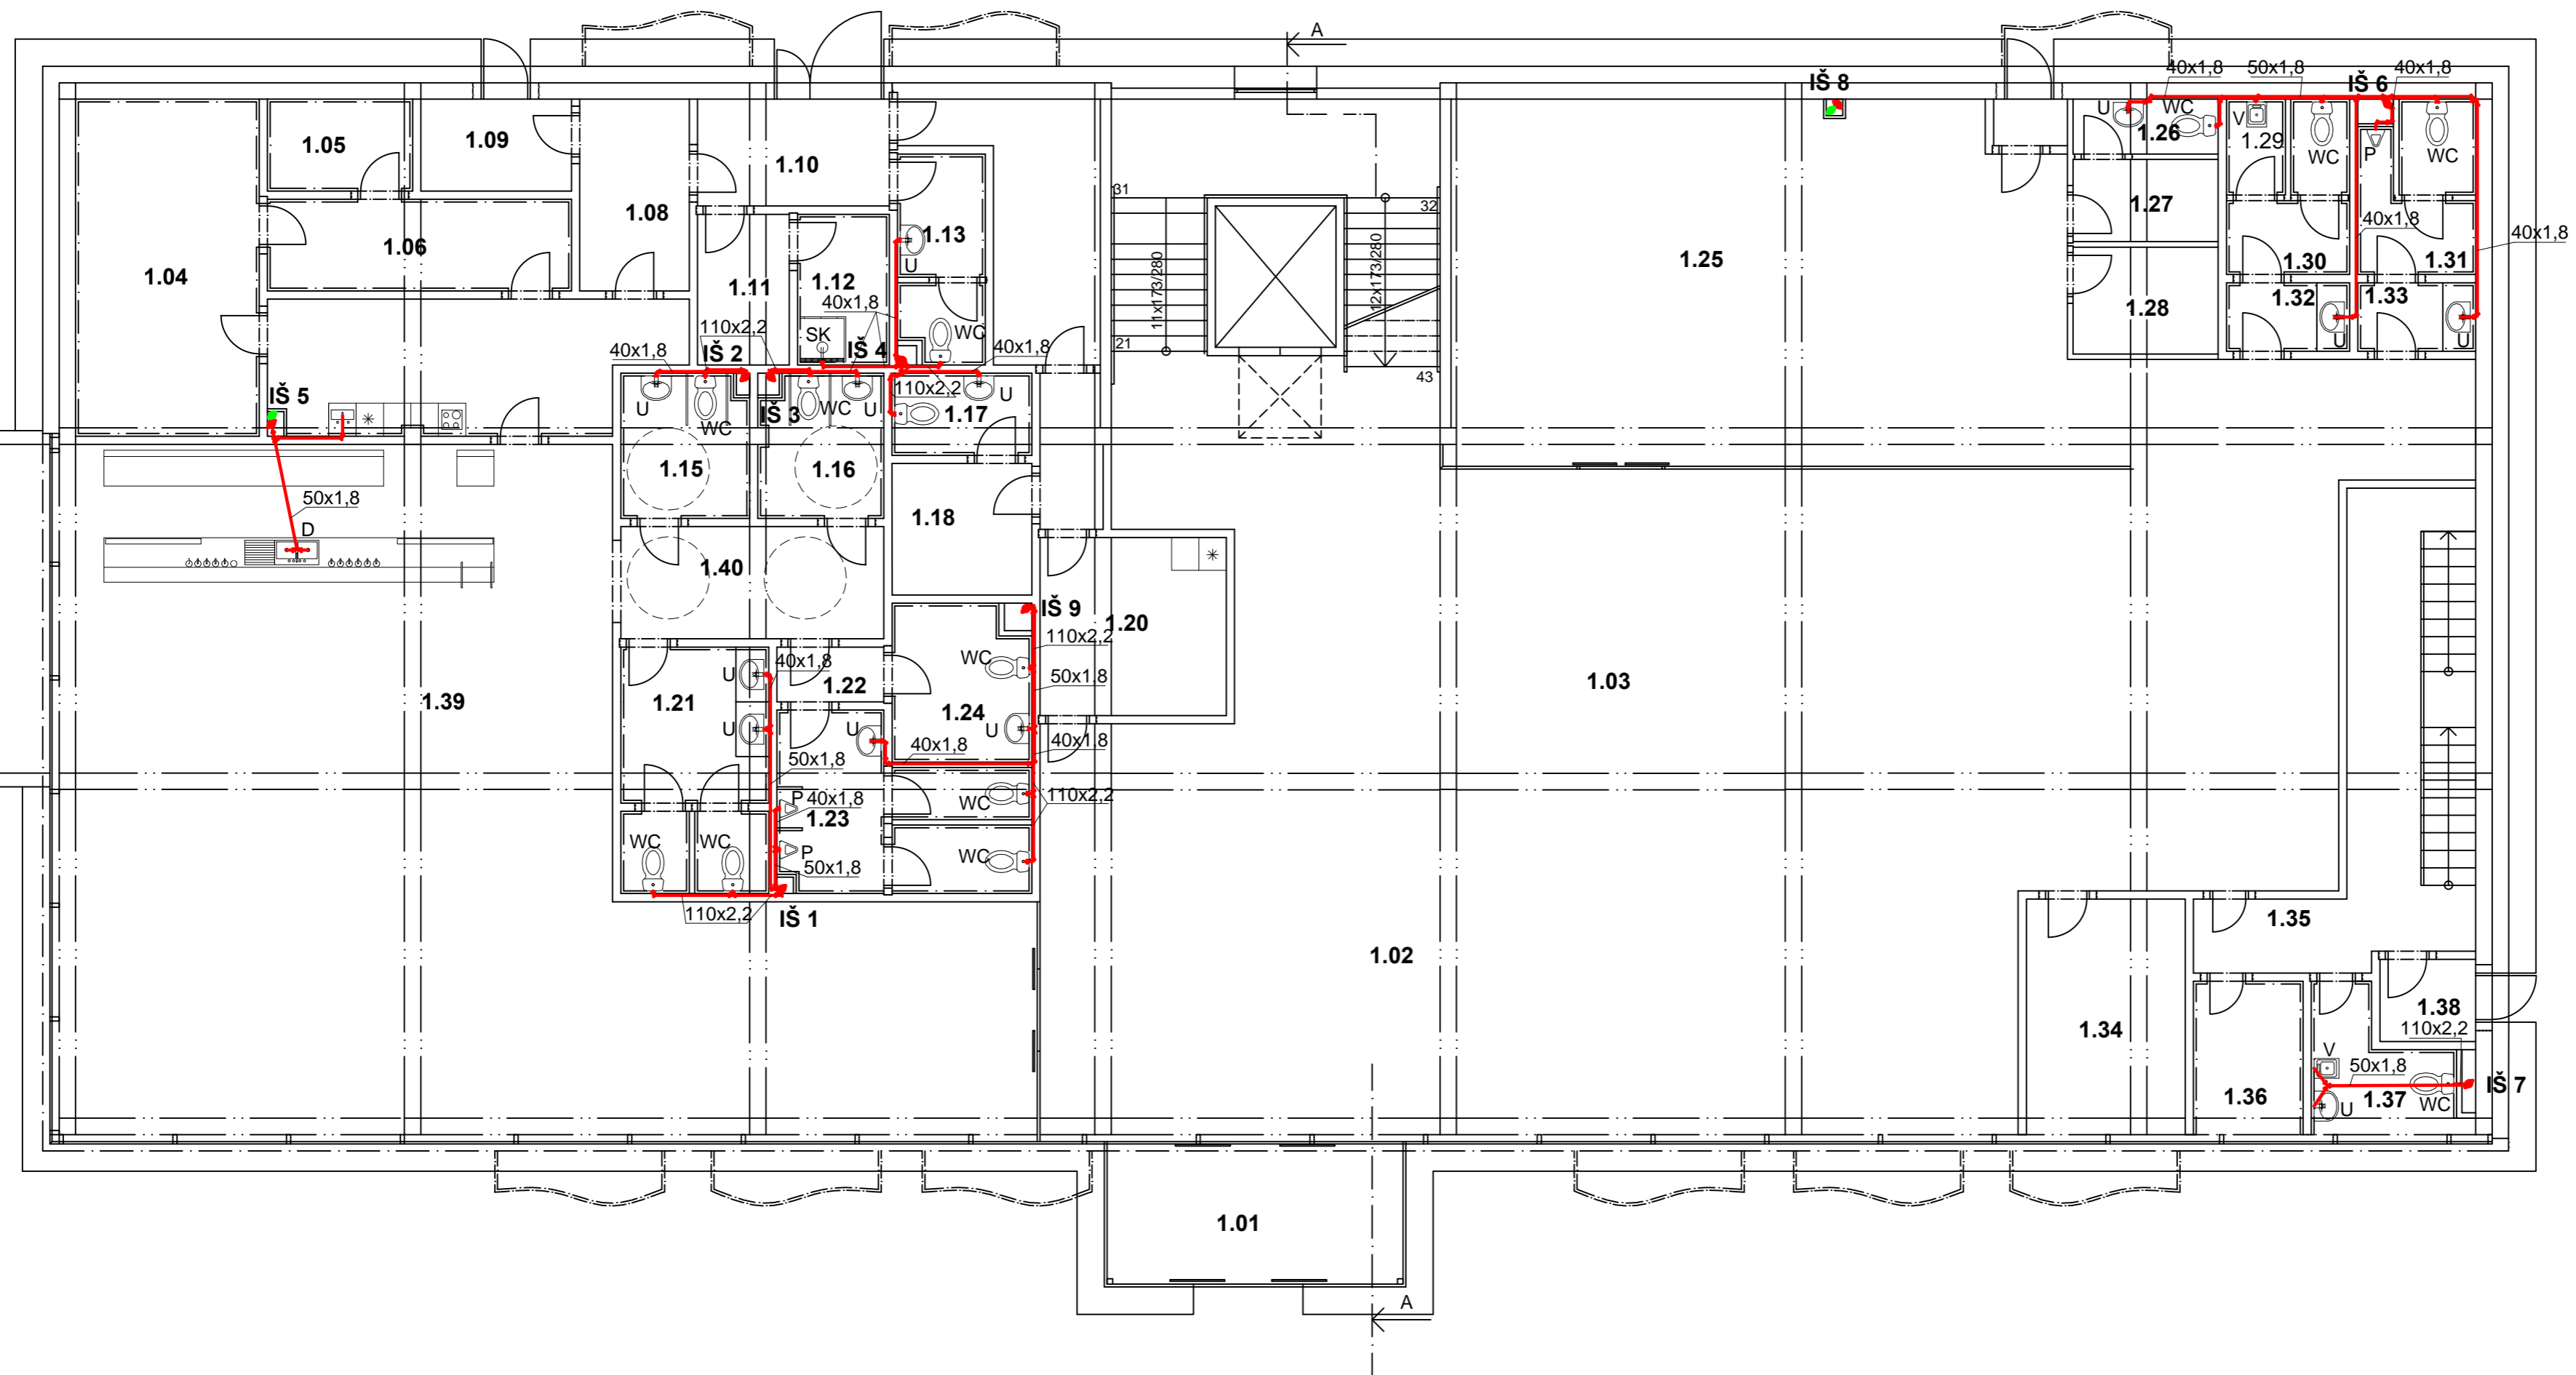 A
IŠ 8
40x1,8
50x1,8
IŠ 6
40x1,8
U
WC
1.26
V
1.29
WC
P
WC
1.05
1.09
1.10
1.04
1.06
1.08
1.13
U
31
32
11x173/280
12x173/280
21
43
1.25
1.27
1.28
1.30
40x1,8
1.31
40x1,8
1.32
1.33
U
U
1.11
1.12
40x1,8
SK
WC
110x2,2
40x1,8
IŠ 2
IŠ 4
40x1,8
IŠ 5
U
WC
IŠ 3
WC
U
110x2,2
U
1.17
1.15
1.16
50x1,8
D
1.18
1.40
IŠ 9
1.20
110x2,2
WC
40x1,8
U
1.22
50x1,8
1.39
1.21
1.24
1.03
U
U
U
40x1,8
40x1,8
50x1,8
P
40x1,8
WC
110x2,2
1.23
WC
WC
P
WC
50x1,8
110x2,2
IŠ 1
1.35
1.02
1.34
1.38
110x2,2
V
50x1,8
IŠ 7
1.36
U
1.37
WC
1.01
A